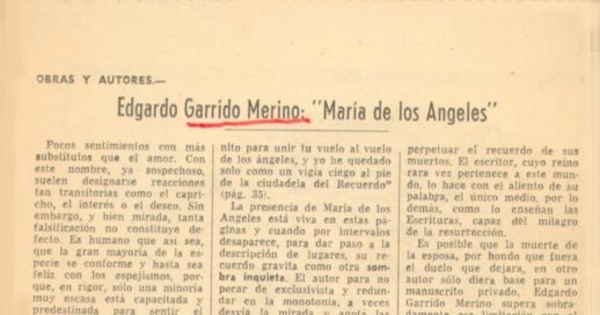 OBRAS Y AUTORES.—
Edgardo Garrido Merino: "María de los Angeles"
Pocos sentimientos con más
substitutos que el amor. Con
este nombre, ya sospechoso,
suelen designarse reacciones
tan transitorias como el capri-
cho, el interés o el deseo. Sin
embargo, y bien mirada, tanta
falsificación no constituye de-
fecto. Es humano que así sea,
que la gran mayoría de la es-
pecie se conforme y hasta sea
feliz con los espejismos, por-
que, en rigor, sólo una minoría
muy escasa está capacitada y
predestinada para sentir el
nito para unir tu vuelo al vuelo
de los ángeles, y yo he quedado
solo como un vigía ciego al pie
de la ciudadela del Recuerdo"
(pág. 35).
La presencia de María de los
Angeles está viva en estas pá-
ginas y cuando por intervalos
desaparece, para dar paso a la
descripción de lugares, su re-
cuerdo gravita como otra som-
bra inquieta. El autor para no
pecar de exclusivista y redun-
dar en la monotonía, a veces
desvía la mirada y agota las
perpetuar el recuerdo de sus
muertos. El escritor, cuyo reino
rara vez pertenece a este mun-
do, lo hace con el aliento de su
palabra, el único medio, por lo
demás, como lo enseñan las
Escrituras, capaz del milagro
de la resurrección.
Es posible que la muerte de
la esposa, por hondo que fuera
el duelo que dejara, en otro
autor sólo diera base para un
manuscrito privado. Edgardo
Garrido Merino supera sobra-
damente esa limitación con el